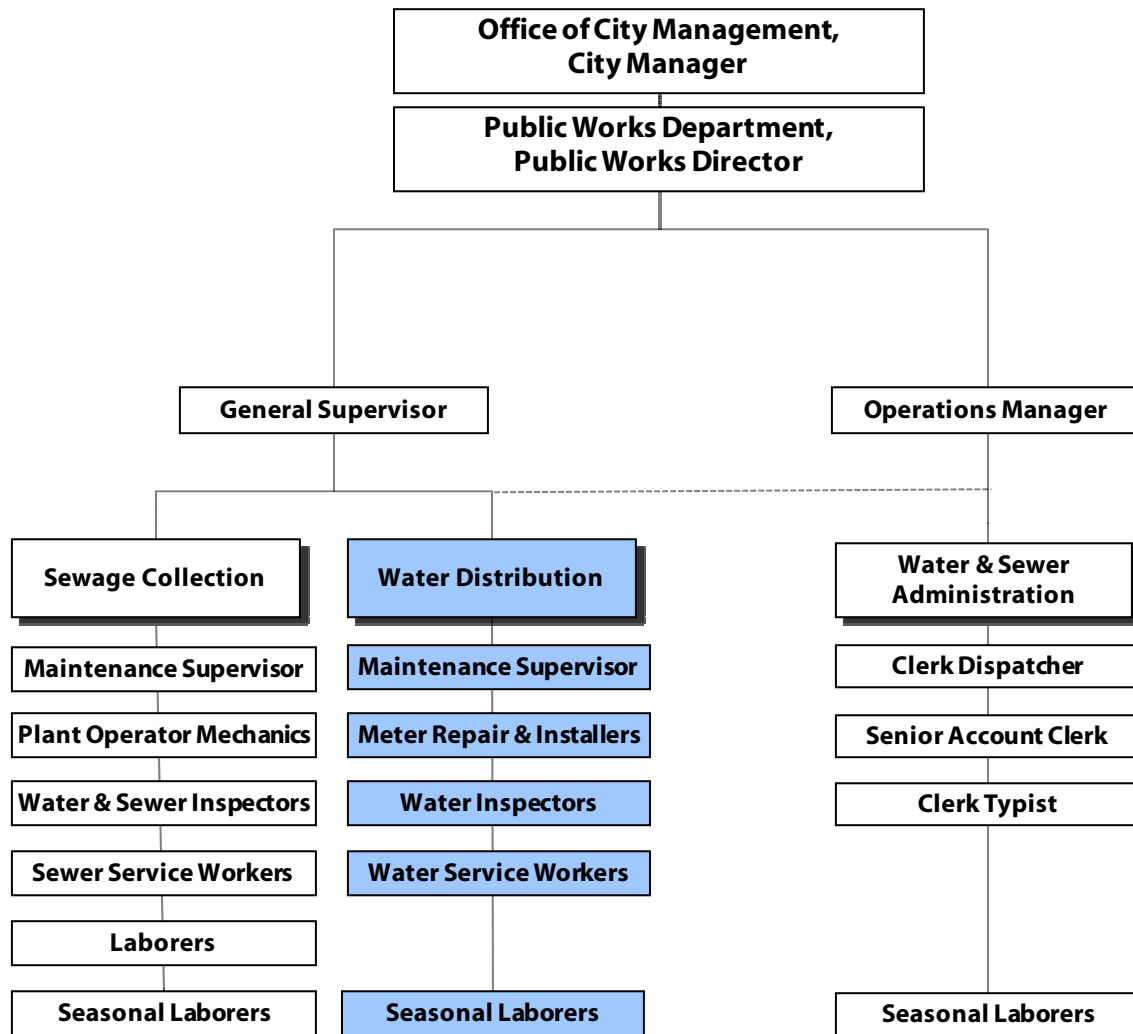 Office of City Management,
City Manager
Public Works Department,
Public Works Director
General Supervisor
Operations Manager
Sewage Collection
Water Distribution
Water & Sewer
Administration
Maintenance Supervisor
Maintenance Supervisor
Clerk Dispatcher
Plant Operator Mechanics
Meter Repair & Installers
Senior Account Clerk
Water & Sewer Inspectors
Water Inspectors
Clerk Typist
Sewer Service Workers
Water Service Workers
Laborers
Seasonal Laborers
Seasonal Laborers
Seasonal Laborers